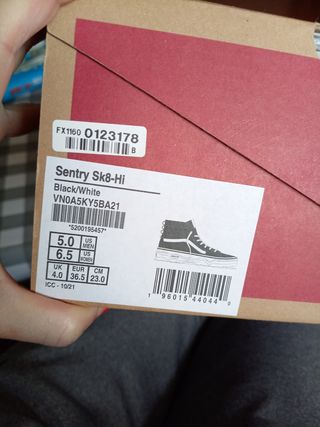 FX1160 0123178
B
Sentry Sk8-Hi
Black/White
VN0A5KY5BA21
*5200195457*
5.0 US MEN
6.5 US WOMEN
UK EUR CM
4.0 36.5 23.0
ICC - 10/21
1 96015 44044 0